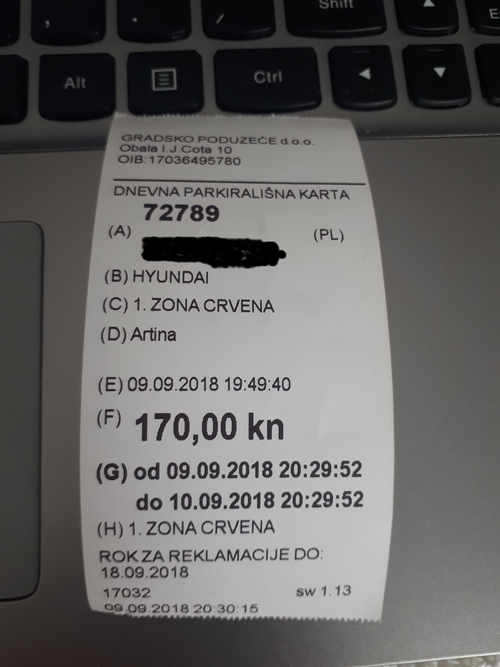 Shift
Alt
Ctrl
GRADSKO PODUZEĆE d.o.o.
Obala I.J.Cota 10
OIB:17036495780
DNEVNA PARKIRALIŠNA KARTA
72789
(A) (PL)
(B) HYUNDAI
(C) 1. ZONA CRVENA
(D) Artina
(E) 09.09.2018 19:49:40
(F) 170,00 kn
(G) od 09.09.2018 20:29:52
do 10.09.2018 20:29:52
(H) 1. ZONA CRVENA
ROK ZA REKLAMACIJE DO:
18.09.2018
17032 sw 1.13
09.09.2018 20:30:15